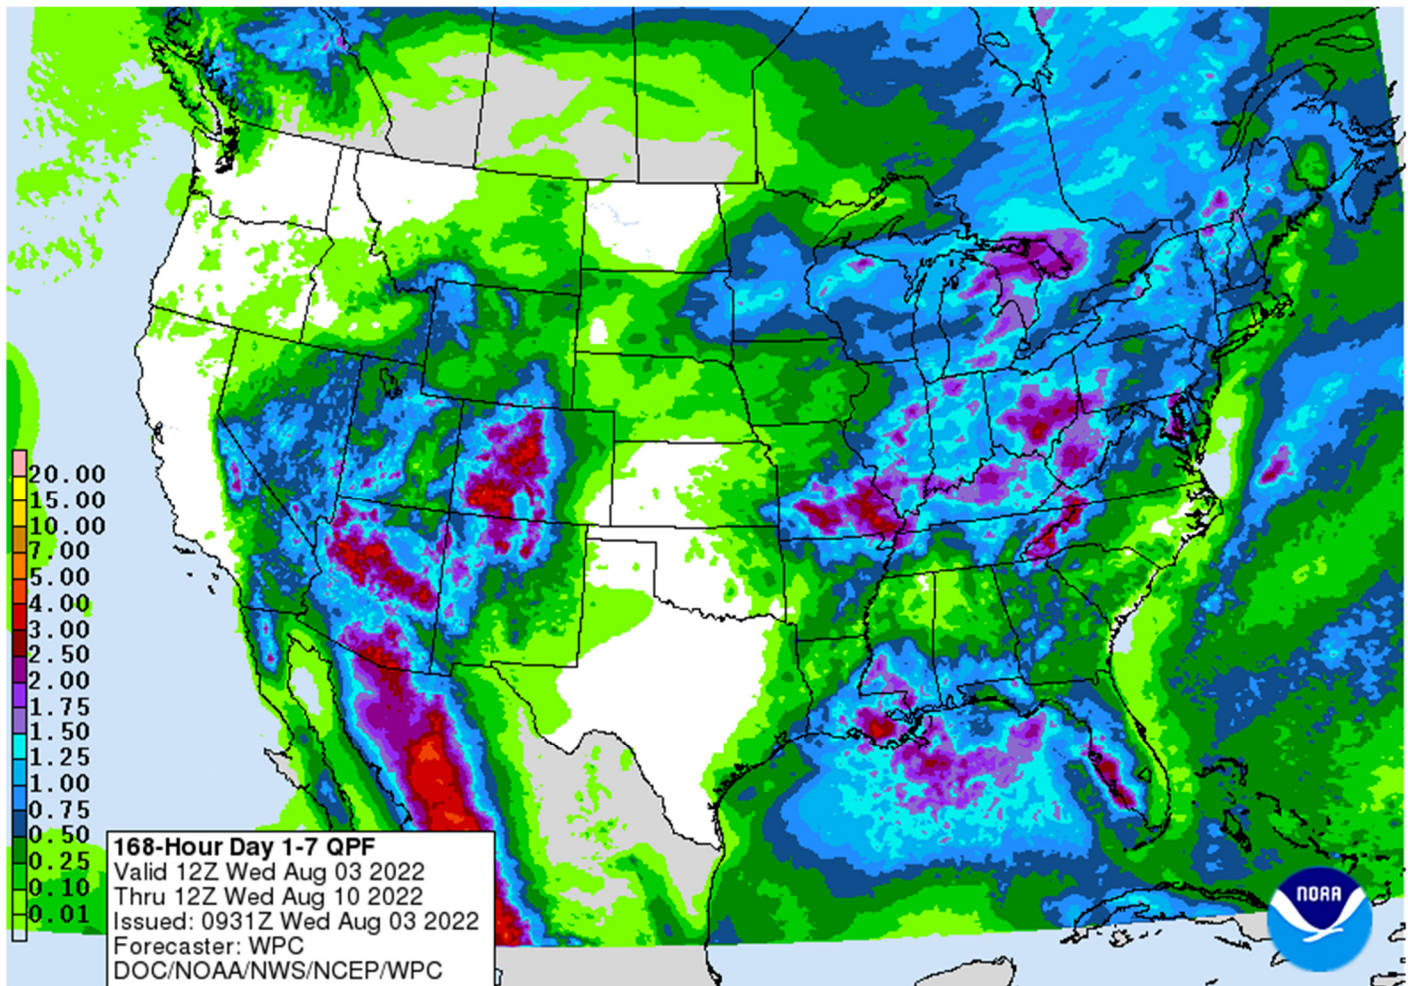 20.00
15.00
10.00
7.00
5.00
4.00
3.00
2.50
2.00
1.75
1.50
1.25
1.00
0.75
0.50
0.25
0.10
0.01
168-Hour Day 1-7 QPF
Valid 12Z Wed Aug 03 2022
Thru 12Z Wed Aug 10 2022
Issued: 0931Z Wed Aug 03 2022
Forecaster: WPC
DOC/NOAA/NWS/NCEP/WPC
NOAA